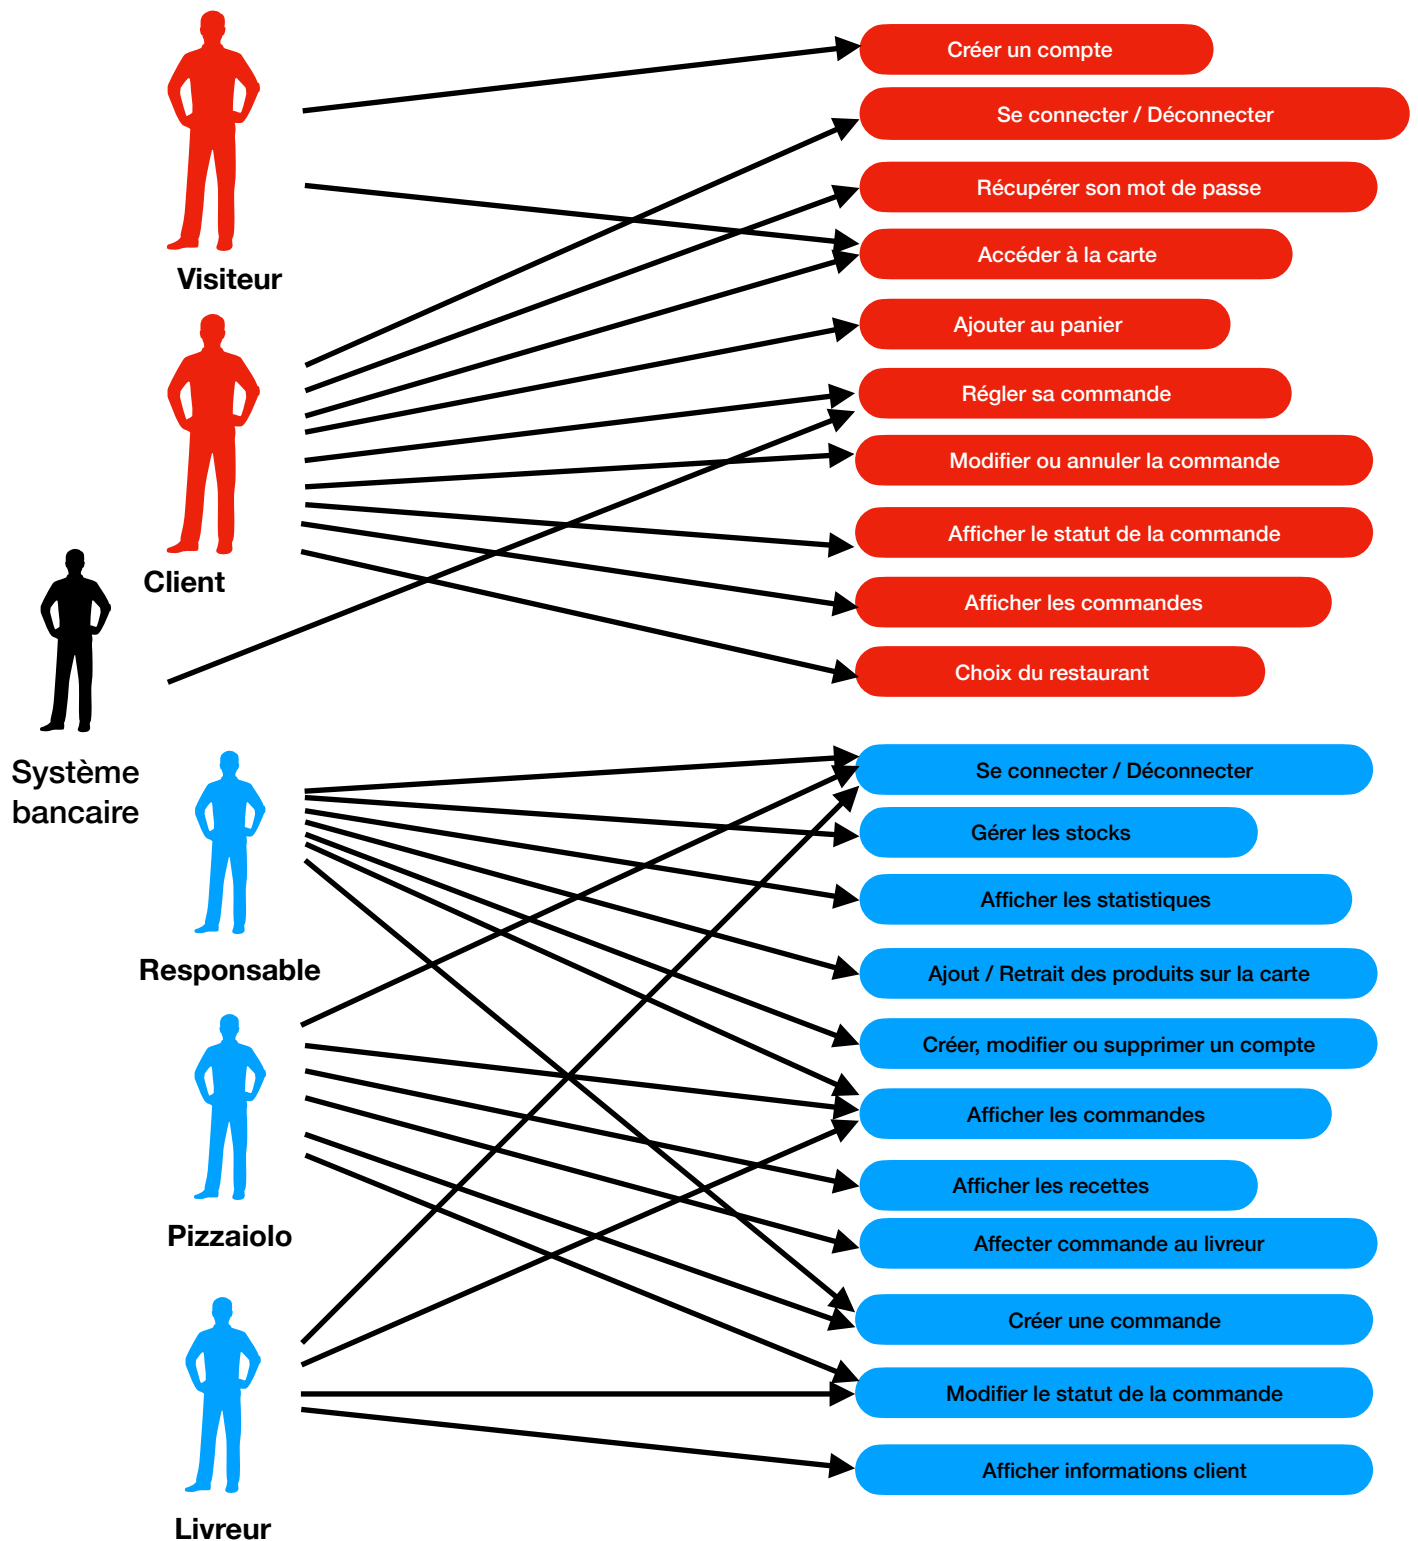 Créer un compte
Se connecter / Déconnecter
Récupérer son mot de passe
Accéder à la carte
Visiteur
Ajouter au panier
Régler sa commande
Modifier ou annuler la commande
Afficher le statut de la commande
Client
Afficher les commandes
Choix du restaurant
Système
bancaire
Se connecter / Déconnecter
Gérer les stocks
Afficher les statistiques
Responsable
Ajout / Retrait des produits sur la carte
Créer, modifier ou supprimer un compte
Afficher les commandes
Afficher les recettes
Pizzaiolo
Affecter commande au livreur
Créer une commande
Modifier le statut de la commande
Afficher informations client
Livreur